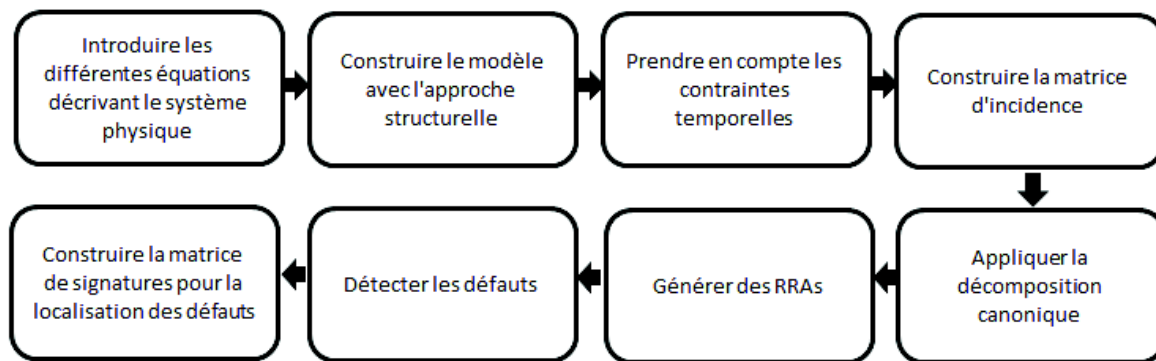 Introduire les
différentes équations
décrivant le système
physique
Construire le modèle
avec l'approche
structurelle
Prendre en compte les
contraintes
temporelles
Construire la matrice
d'incidence
Appliquer la
décomposition
canonique
Générer des RRAs
Détecter les défauts
Construire la matrice
de signatures pour la
localisation des défauts